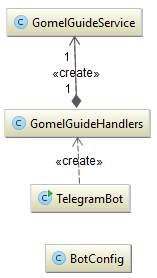 C GomelGuideService
1
«create»
1
C GomelGuideHandlers
«create»
C TelegramBot
C BotConfig